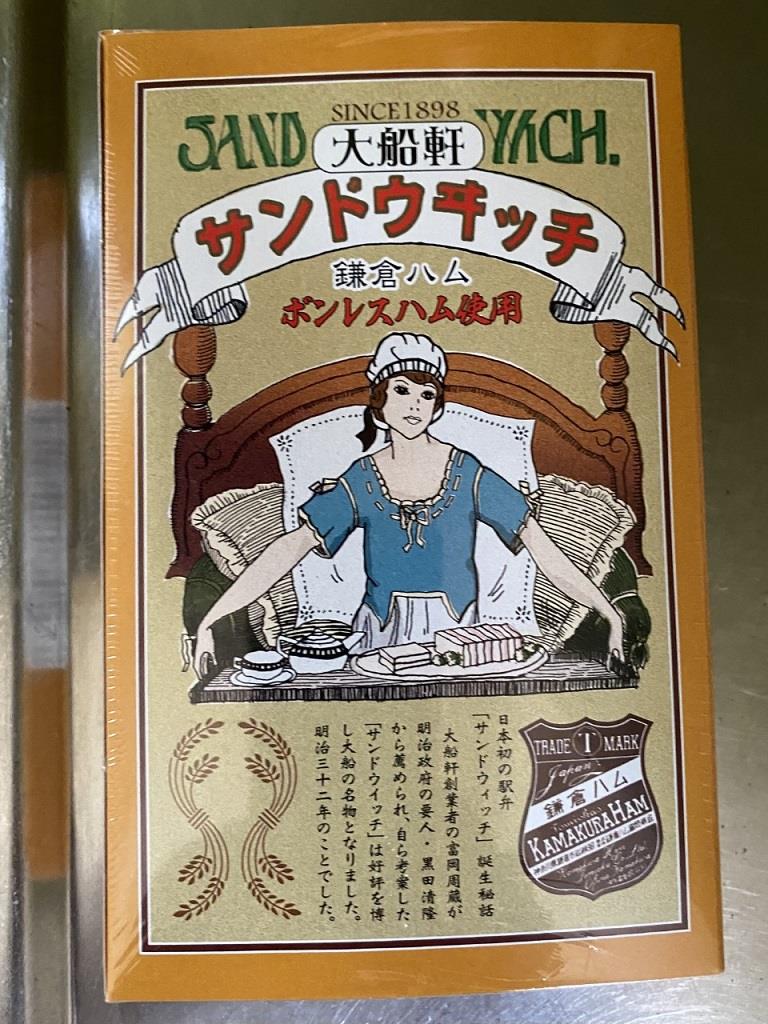 SINCE1898
SANDWICH.
大船軒
サンドウヰッチ
鎌倉ハム
ボンレスハム使用
日本初の駅弁
「サンドウィッチ」誕生秘話
大船軒創業者の富岡周蔵が
明治政府の要人・黒田清隆
から薦められ、自ら考案した
「サンドウイッチ」は好評を博
し大船の名物となりました。
明治三十二年のことでした。
TRADE T MARK
Japan
鎌倉ハム
KAMAKURA HAM